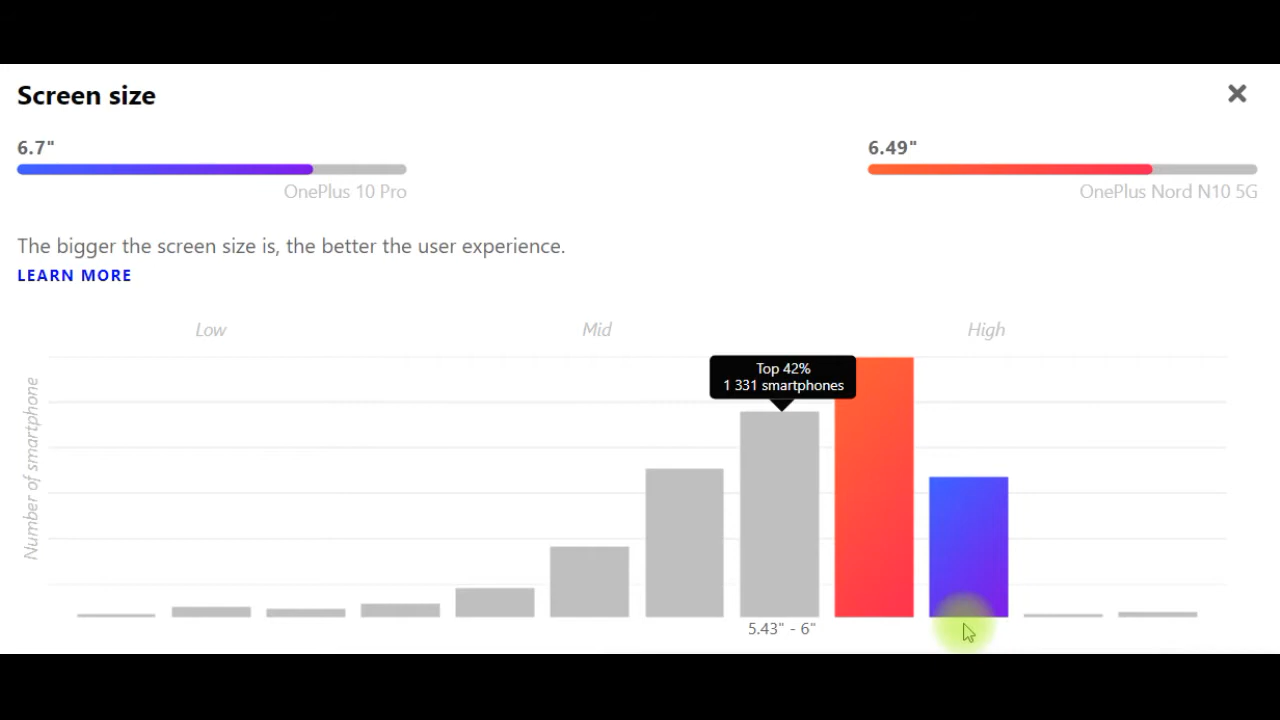 Screen size
6.7"
6.49"
OnePlus 10 Pro
OnePlus Nord N10 5G
The bigger the screen size is, the better the user experience.
LEARN MORE
Low
Mid
High
Top 42%
1 331 smartphones
Number of smartphone
5.43" - 6"